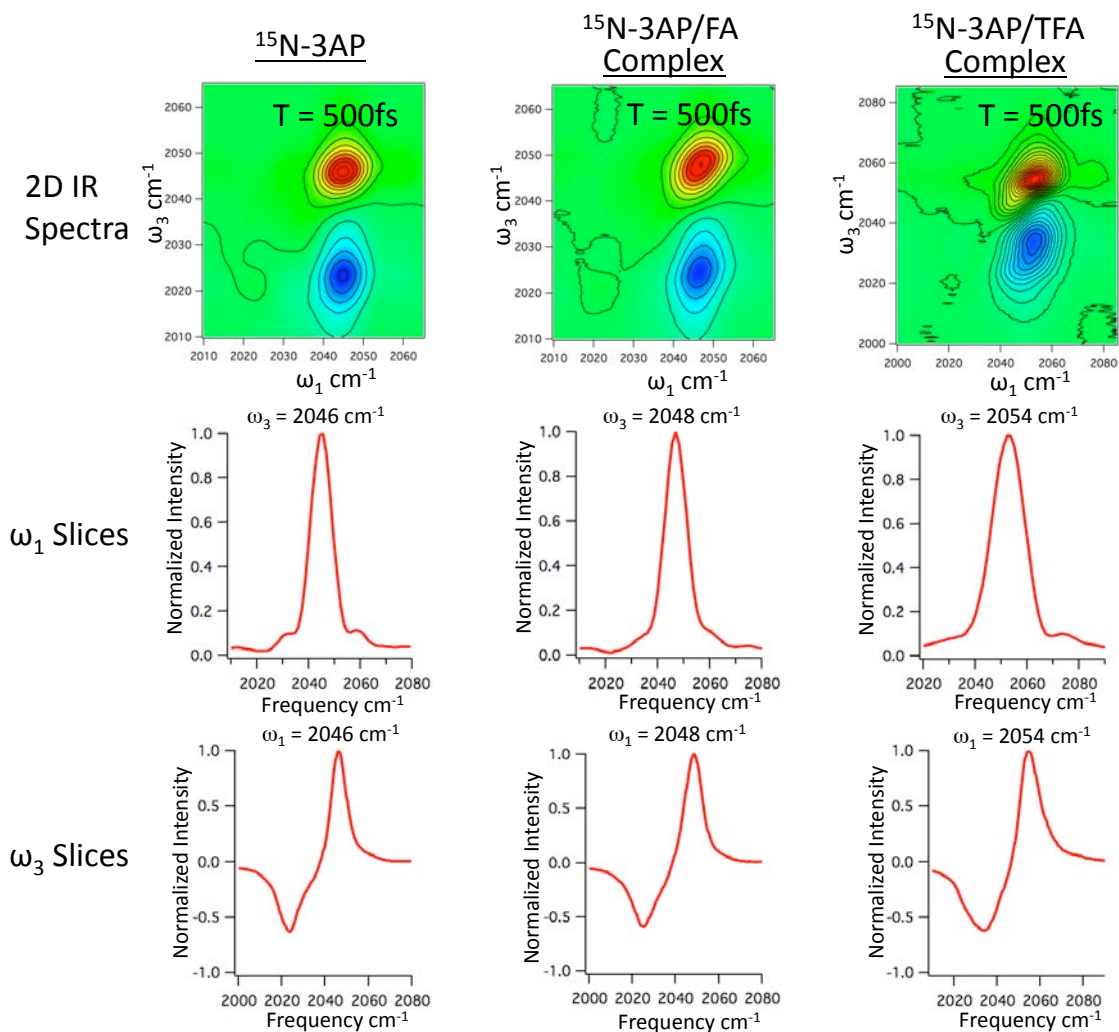 ¹⁵N-3AP
¹⁵N-3AP/FA
Complex
¹⁵N-3AP/TFA
Complex
2D IR
Spectra
T = 500fs
ω₃ cm⁻¹
2060
2050
2040
2030
2020
2010
2010 2020 2030 2040 2050 2060
ω₁ cm⁻¹
T = 500fs
ω₃ cm⁻¹
2060
2050
2040
2030
2020
2010
2010 2020 2030 2040 2050 2060
ω₁ cm⁻¹
T = 500fs
ω₃ cm⁻¹
2080
2060
2040
2020
2000
2000 2020 2040 2060 2080
ω₁ cm⁻¹
ω₁ Slices
ω₃ = 2046 cm⁻¹
Normalized Intensity
1.0
0.8
0.6
0.4
0.2
0.0
2020 2040 2060 2080
Frequency cm⁻¹
ω₃ = 2048 cm⁻¹
Normalized Intensity
1.0
0.8
0.6
0.4
0.2
0.0
2020 2040 2060 2080
Frequency cm⁻¹
ω₃ = 2054 cm⁻¹
Normalized Intensity
1.0
0.8
0.6
0.4
0.2
0.0
2020 2040 2060 2080
Frequency cm⁻¹
ω₃ Slices
ω₁ = 2046 cm⁻¹
Normalized Intensity
1.0
0.5
0.0
-0.5
-1.0
2000 2020 2040 2060 2080
Frequency cm⁻¹
ω₁ = 2048 cm⁻¹
Normalized Intensity
1.0
0.5
0.0
-0.5
-1.0
2000 2020 2040 2060 2080
Frequency cm⁻¹
ω₁ = 2054 cm⁻¹
Normalized Intensity
1.0
0.5
0.0
-0.5
-1.0
2020 2040 2060 2080
Frequency cm⁻¹